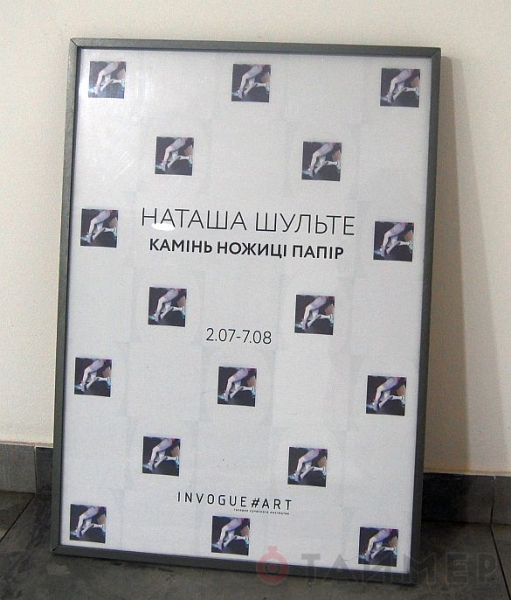 НАТАША ШУЛЬТЕ
КАМІНЬ НОЖИЦІ ПАПІР
2.07-7.08
INVOGUE#ART
ТАЙМЕР